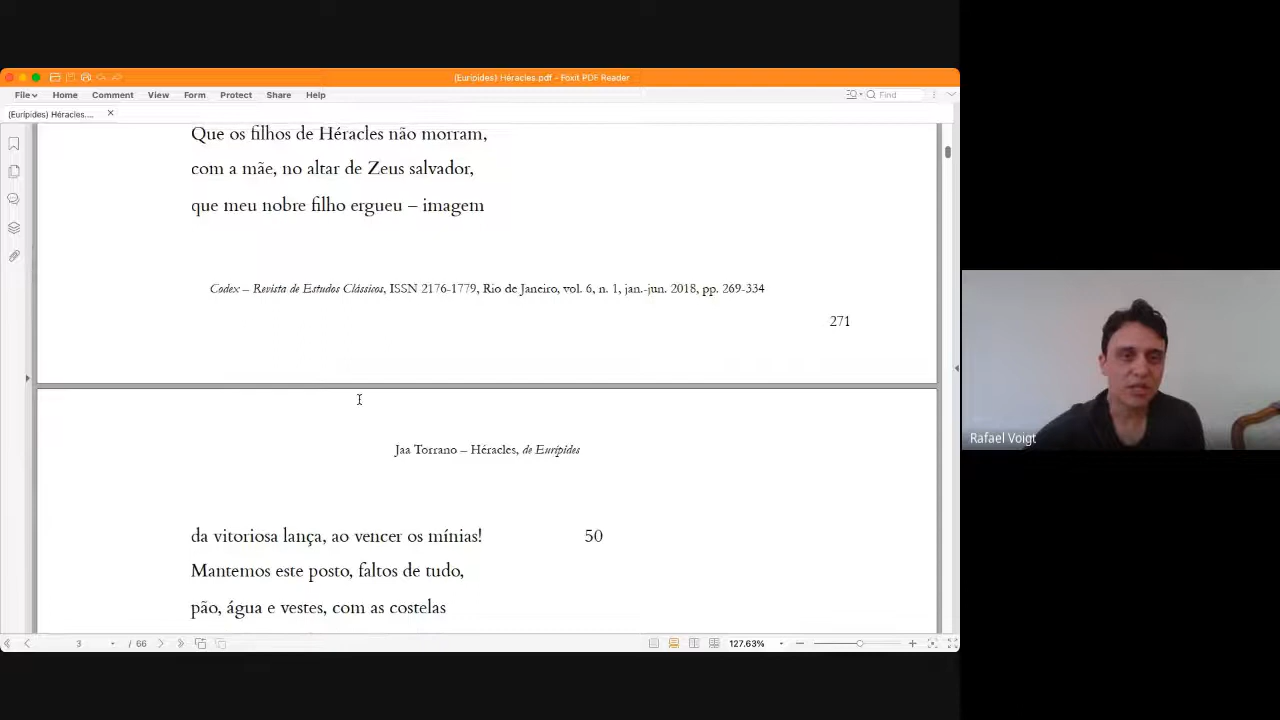 (Eurípides) Héracles.pdf - Foxit PDF Reader
File Home Comment View Form Protect Share Help
Find
(Eurípides) Héracles....
Que os filhos de Héracles não morram,
com a mãe, no altar de Zeus salvador,
que meu nobre filho ergueu – imagem
Codex – Revista de Estudos Clássicos, ISSN 2176-1779, Rio de Janeiro, vol. 6, n. 1, jan.-jun. 2018, pp. 269-334
271
Jaa Torrano – Héracles, de Eurípides
da vitoriosa lança, ao vencer os mínias! 50
Mantemos este posto, faltos de tudo,
pão, água e vestes, com as costelas
3 / 66 127.63%
Rafael Voigt